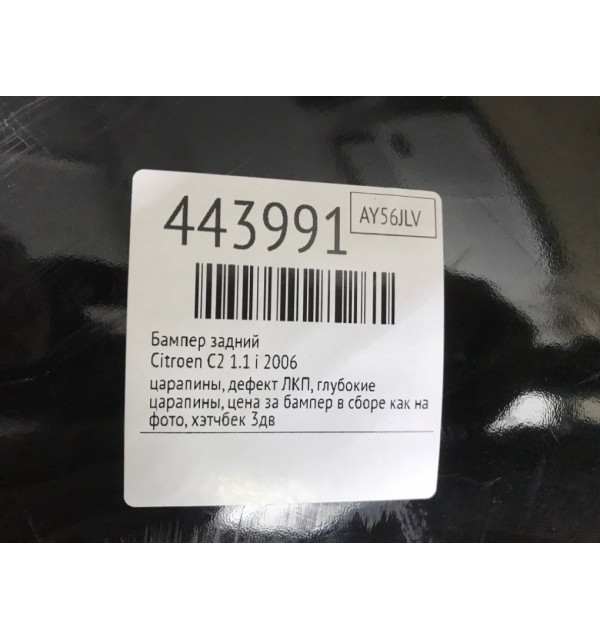 443991
AY56JLV
Бампер задний
Citroen C2 1.1 i 2006
царапины, дефект ЛКП, глубокие
царапины, цена за бампер в сборе как на
фото, хэтчбек 3дв